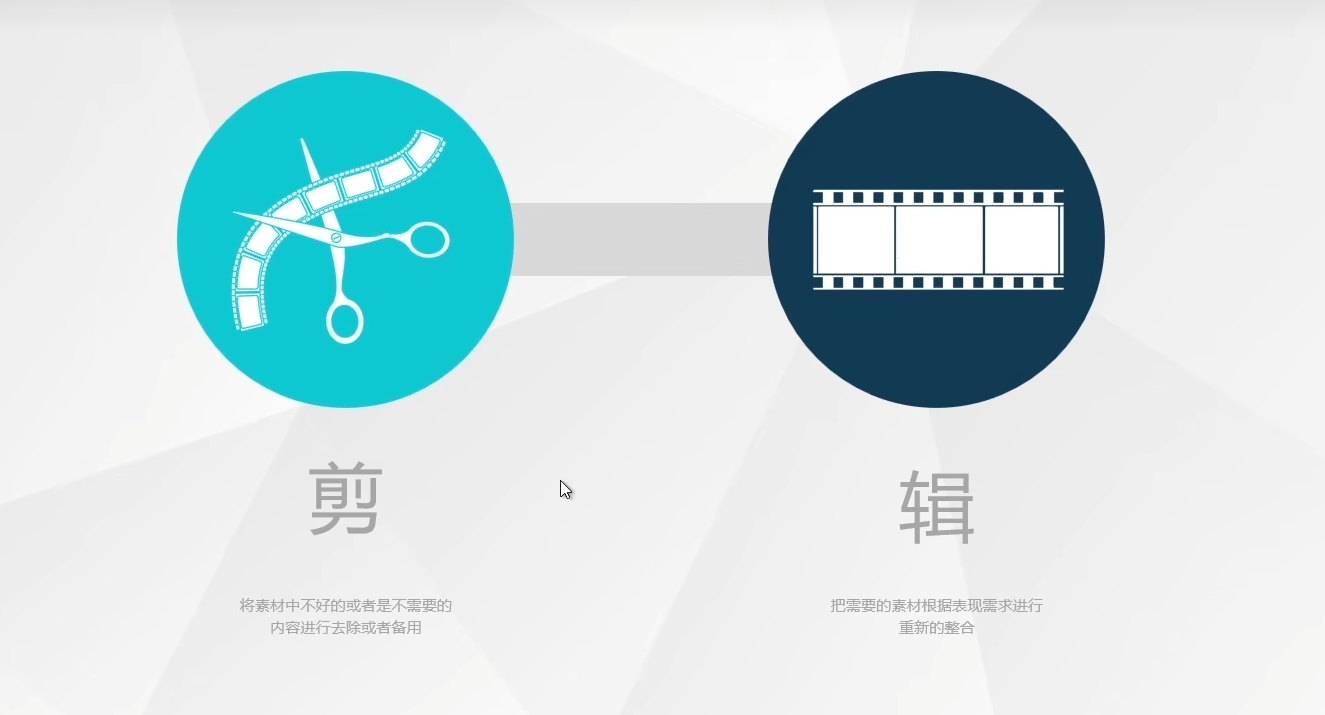 剪
将素材中不好的或者是不需要的
内容进行去除或者备用
辑
把需要的素材根据表现需求进行
重新的整合